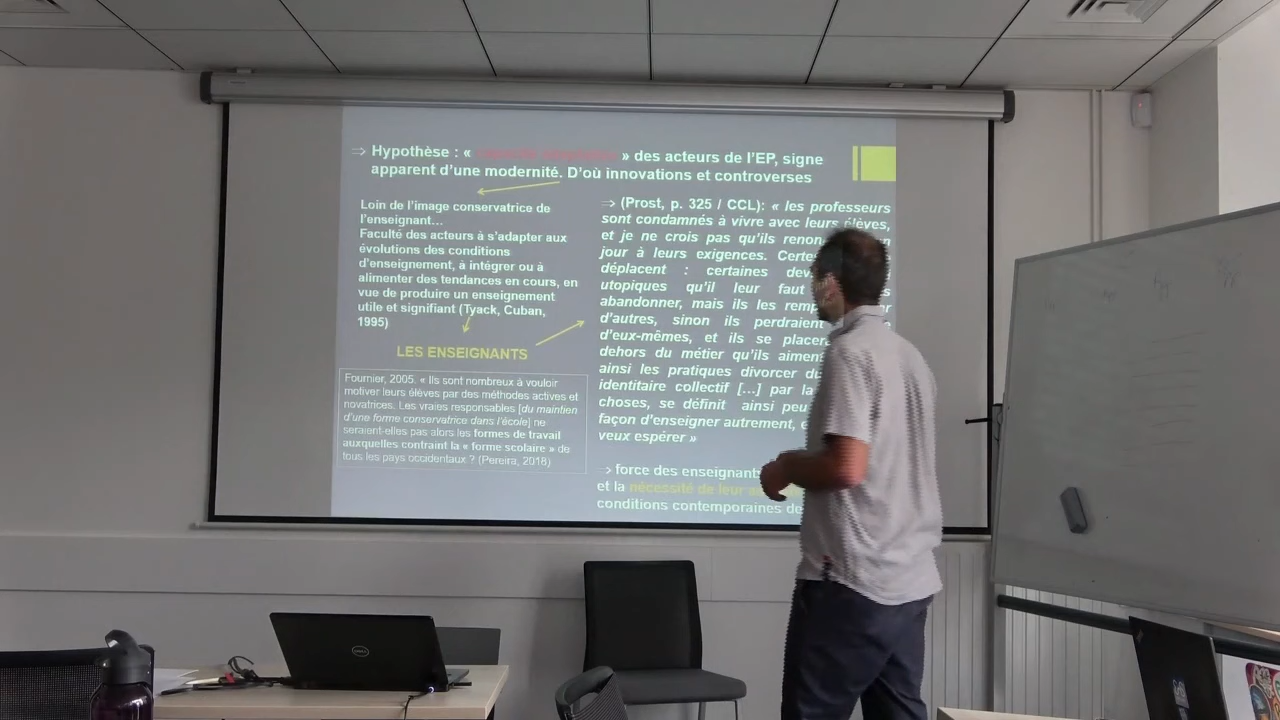 ⇒ Hypothèse : « capacité adaptative » des acteurs de l'EP, signe
apparent d'une modernité. D'où innovations et controverses
Loin de l'image conservatrice de
l'enseignant…
Faculté des acteurs à s'adapter aux
évolutions des conditions
d'enseignement, à intégrer ou à
alimenter des tendances en cours, en
vue de produire un enseignement
utile et signifiant (Tyack, Cuban,
1995)
LES ENSEIGNANTS
Fournier, 2005. « Ils sont nombreux à vouloir
motiver leurs élèves par des méthodes actives et
novatrices. Les vraies responsables [du maintien
d'une forme conservatrice dans l'école] ne
seraient-elles pas alors les formes de travail
auxquelles contraint la « forme scolaire » de
tous les pays occidentaux ? (Pereira, 2018)
⇒ (Prost, p. 325 / CCL): « les professeurs
sont condamnés à vivre avec leurs élèves,
et je ne crois pas qu'ils renon
jour à leurs exigences. Certe
déplacent : certaines dev
utopiques qu'il leur faut
abandonner, mais ils les remp
d'autres, sinon ils perdraient
d'eux-mêmes, et ils se placera
dehors du métier qu'ils aimen
ainsi les pratiques divorcer du
identitaire collectif […] par la
choses, se définit ainsi peu
façon d'enseigner autrement, e
veux espérer »
⇒ force des enseignants
et la nécessité de leur
conditions contemporaines de
DELL